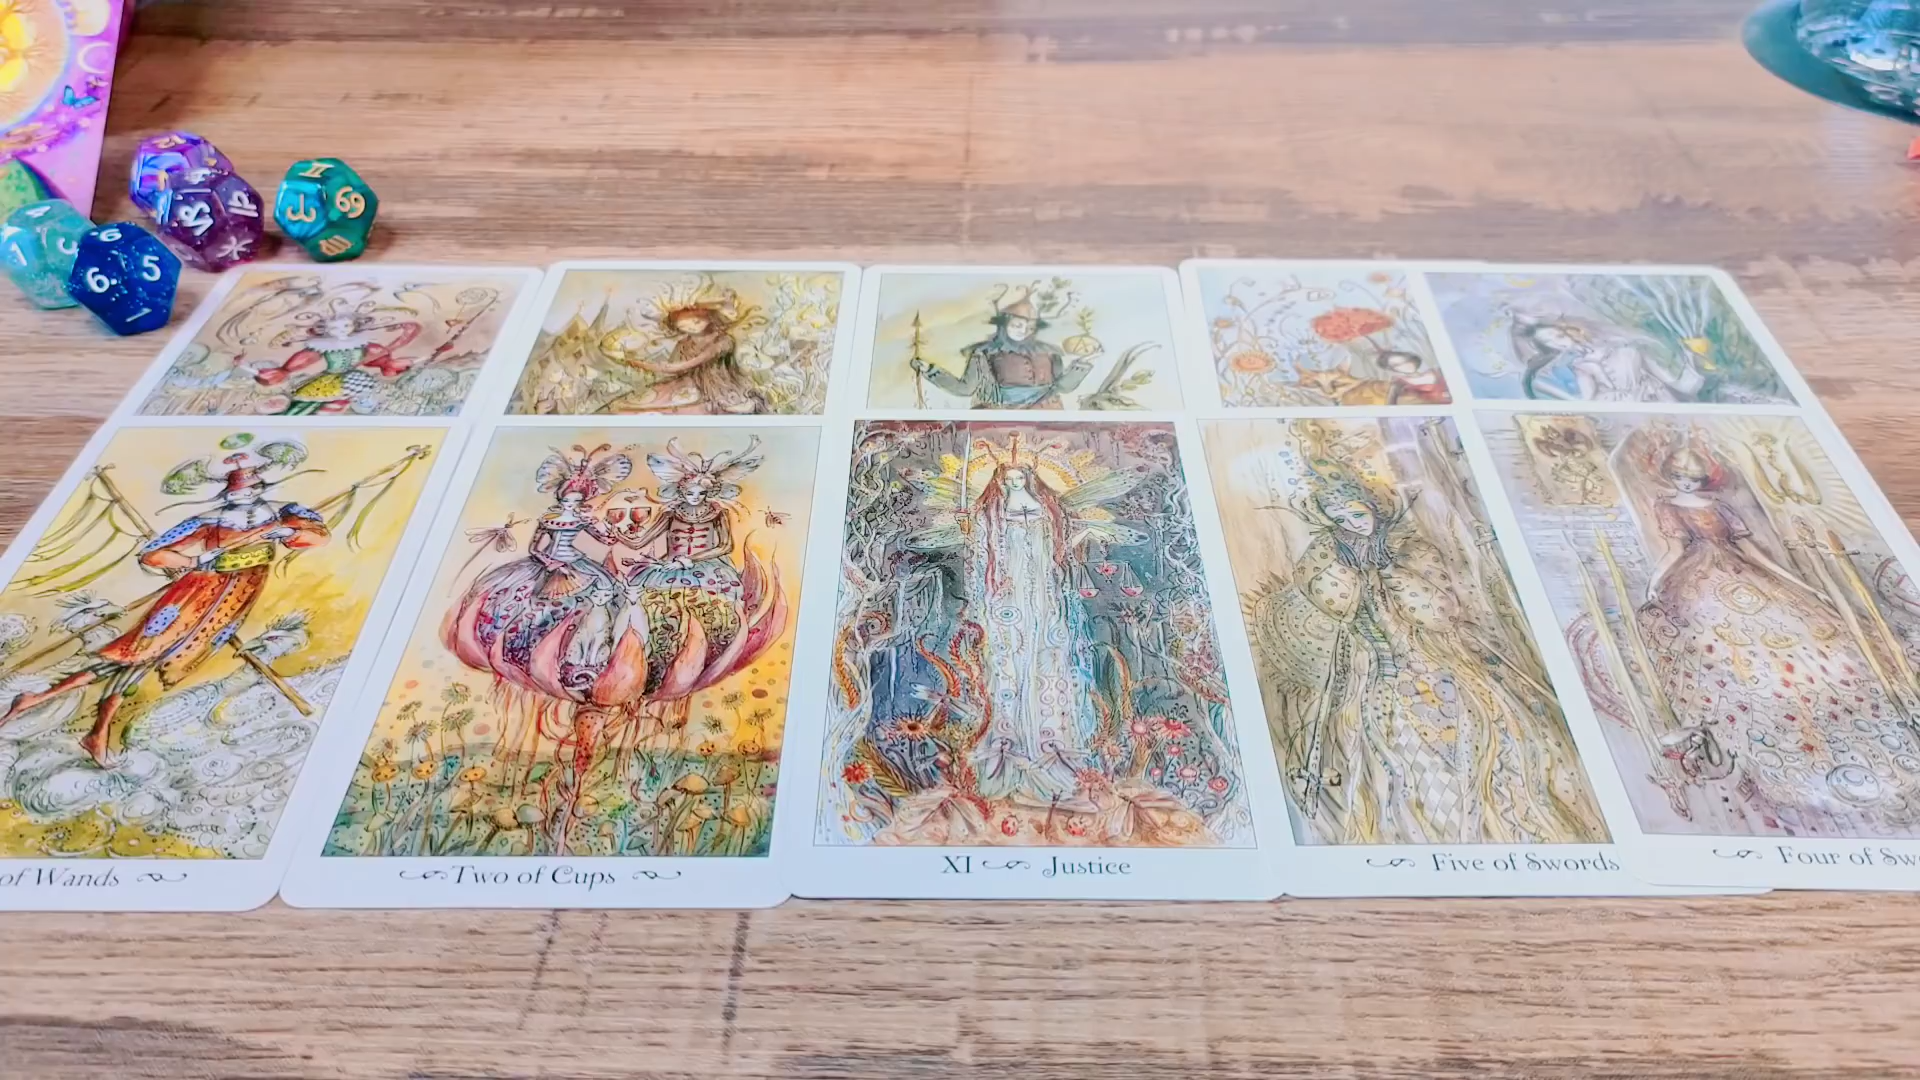 of Wands
Two of Cups
XI Justice
Five of Swords
Four of Sw